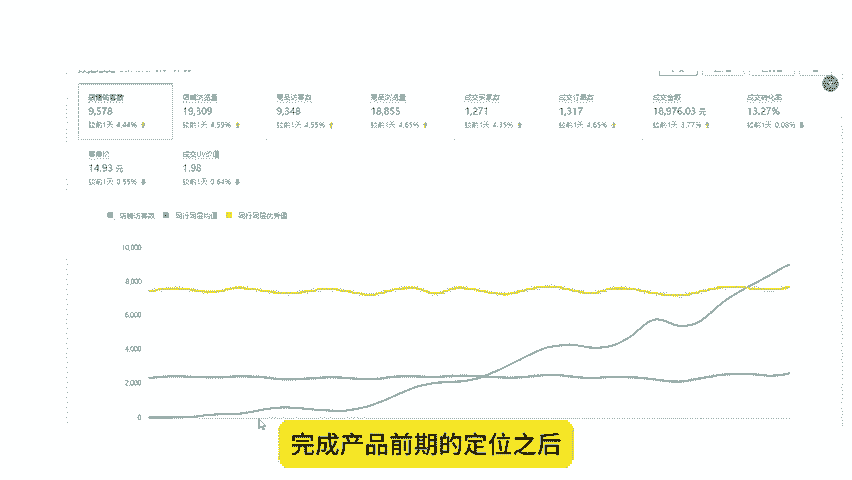 店铺访客数 店铺浏览量 商品访客数 商品浏览量 成交买家数 成交订单数 成交金额 成交转化率
9,578 19,309 9,348 18,855 1,271 1,317 18,976.03 元 13.27%
较前1天 4.44% 较前1天 4.59% 较前1天 4.55% 较前1天 4.65% 较前1天 4.35% 较前1天 4.65% 较前1天 3.77% 较前1天 0.08%
客单价 成交UV价值
14.93 元 1.98
较前1天 0.55% 较前1天 0.64%
店铺访客数 同行同层均值 同行同层优秀值
10,000
8,000
6,000
4,000
2,000
0
完成产品前期的定位之后